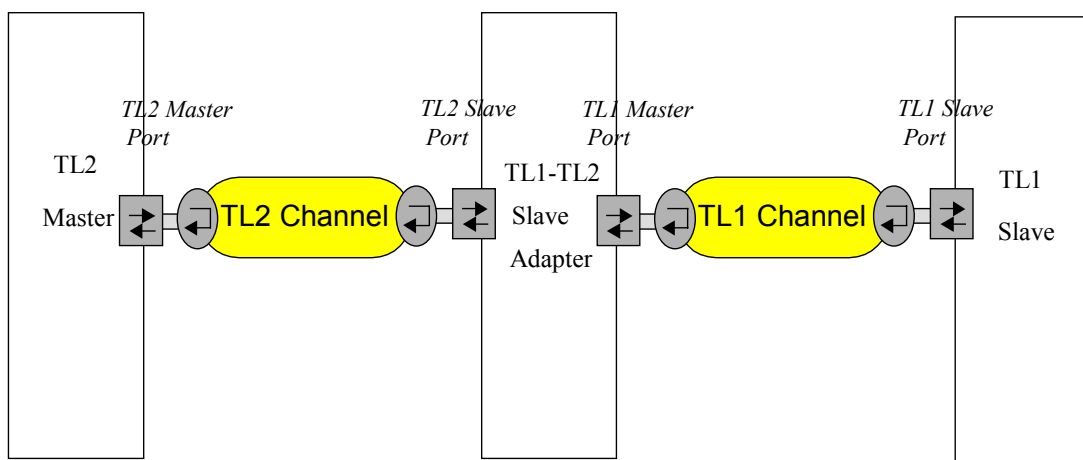 TL2 Master
Port
TL2 Slave
Port
TL1 Master
Port
TL1 Slave
Port
TL2
Master
TL2 Channel
TL1-TL2
Slave
Adapter
TL1 Channel
TL1
Slave